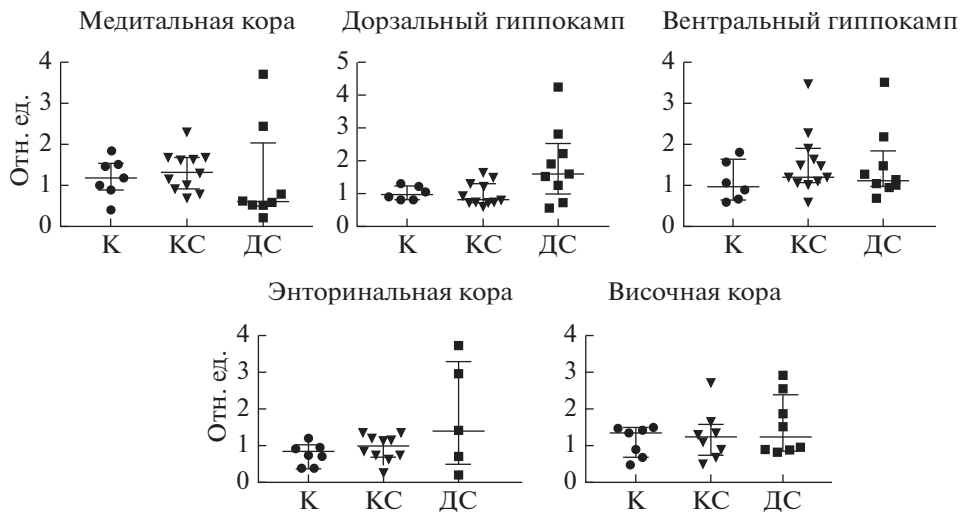 Медитальная кора
Дорзальный гиппокамп
Вентральный гиппокамп
Отн. ед.
4
3
2
1
0
К КС ДС
5
4
3
2
1
0
К КС ДС
4
3
2
1
0
К КС ДС
Энторинальная кора
Височная кора
Отн. ед.
4
3
2
1
0
К КС ДС
4
3
2
1
0
К КС ДС